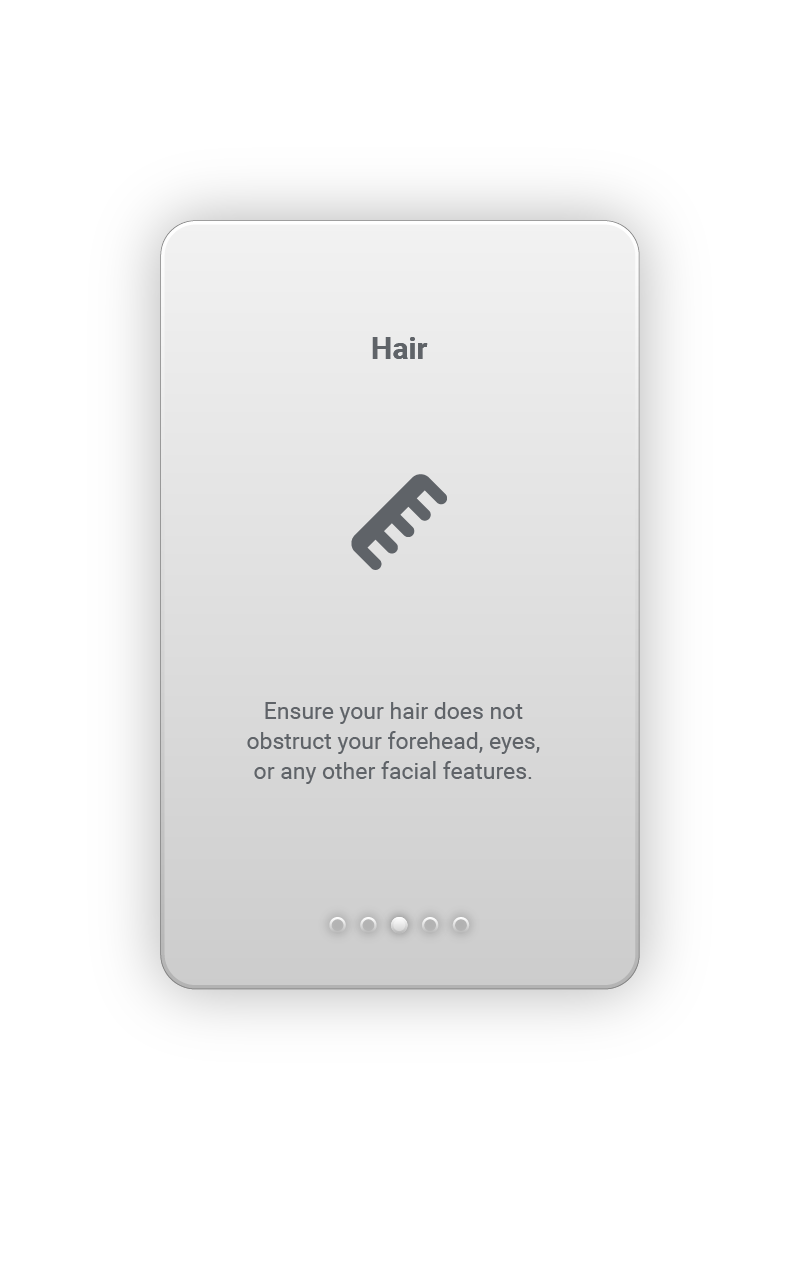 Hair
Ensure your hair does not
obstruct your forehead, eyes,
or any other facial features.